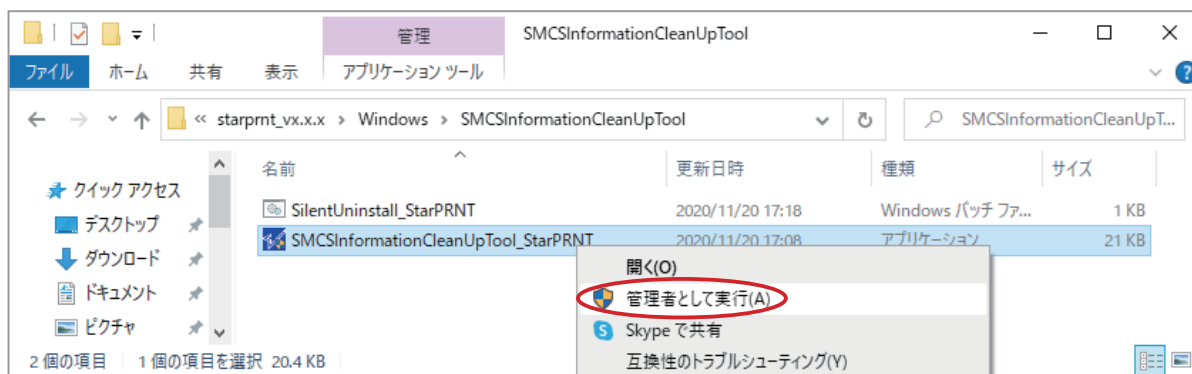 管理 SMCSInformationCleanUpTool
ファイル ホーム 共有 表示 アプリケーション ツール
« starprnt_vx.x.x › Windows › SMCSInformationCleanUpTool SMCSInformationCleanUpT...
名前 更新日時 種類 サイズ
クイック アクセス
SilentUninstall_StarPRNT 2020/11/20 17:18 Windows バッチ ファ... 1 KB
デスクトップ
SMCSInformationCleanUpTool_StarPRNT 2020/11/20 17:08 アプリケーション 21 KB
ダウンロード
開く(O)
ドキュメント
管理者として実行(A)
ピクチャ
Skype で共有
2 個の項目 1 個の項目を選択 20.4 KB
互換性のトラブルシューティング(Y)